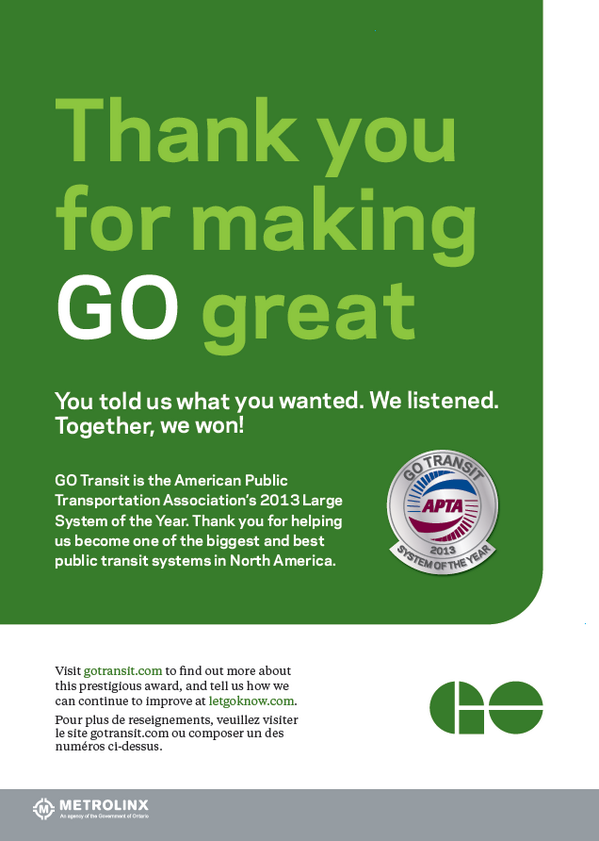 Thank you
for making
GO great
You told us what you wanted. We listened.
Together, we won!
GO Transit is the American Public
Transportation Association's 2013 Large
System of the Year. Thank you for helping
us become one of the biggest and best
public transit systems in North America.
GO TRANSIT
APTA
2013
SYSTEM OF THE YEAR
Visit gotransit.com to find out more about
this prestigious award, and tell us how we
can continue to improve at letgoknow.com.
Pour plus de reseignements, veuillez visiter
le site gotransit.com ou composer un des
numéros ci-dessus.
GO
METROLINX
An agency of the Government of Ontario